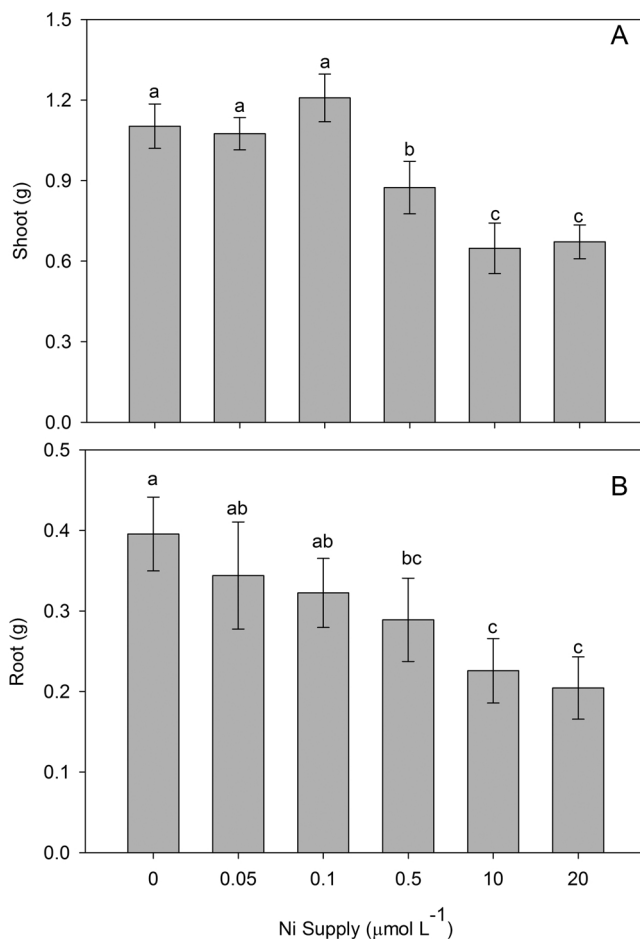 A
1.5
1.2
0.9
0.6
0.3
0.0
Shoot (g)
a a a b c c
B
0.5
0.4
0.3
0.2
0.1
0.0
Root (g)
a ab ab bc c c
0 0.05 0.1 0.5 10 20
Ni Supply (μmol L⁻¹)